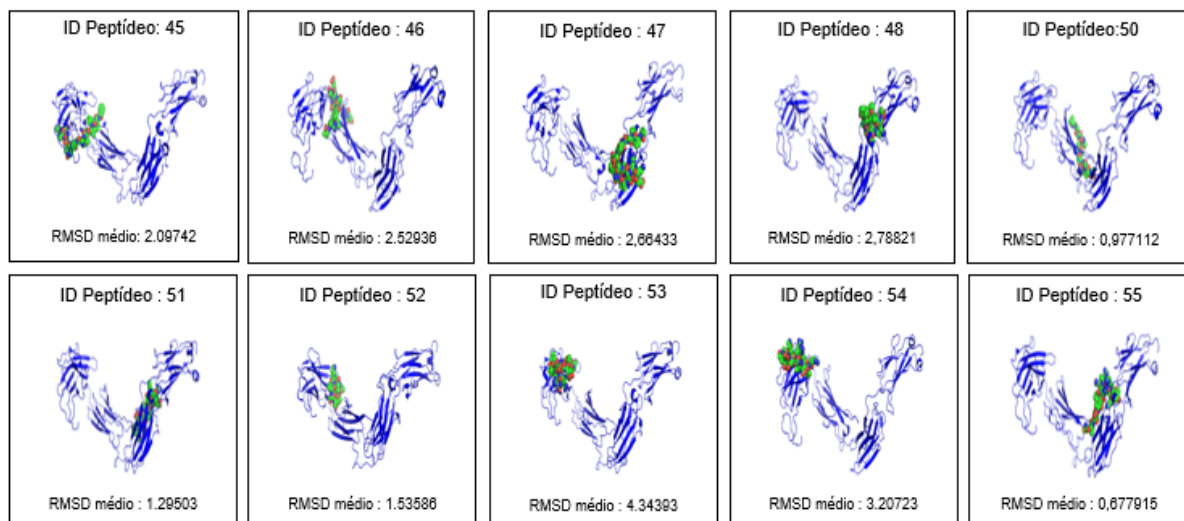 ID Peptídeo: 45
RMSD médio: 2.09742
ID Peptídeo : 46
RMSD médio : 2.52936
ID Peptídeo : 47
RMSD médio : 2,66433
ID Peptídeo : 48
RMSD médio : 2,78821
ID Peptídeo:50
RMSD médio : 0,977112
ID Peptídeo : 51
RMSD médio : 1.29503
ID Peptídeo : 52
RMSD médio : 1.53586
ID Peptídeo : 53
RMSD médio : 4.34393
ID Peptídeo : 54
RMSD médio : 3.20723
ID Peptídeo : 55
RMSD médio : 0,677915